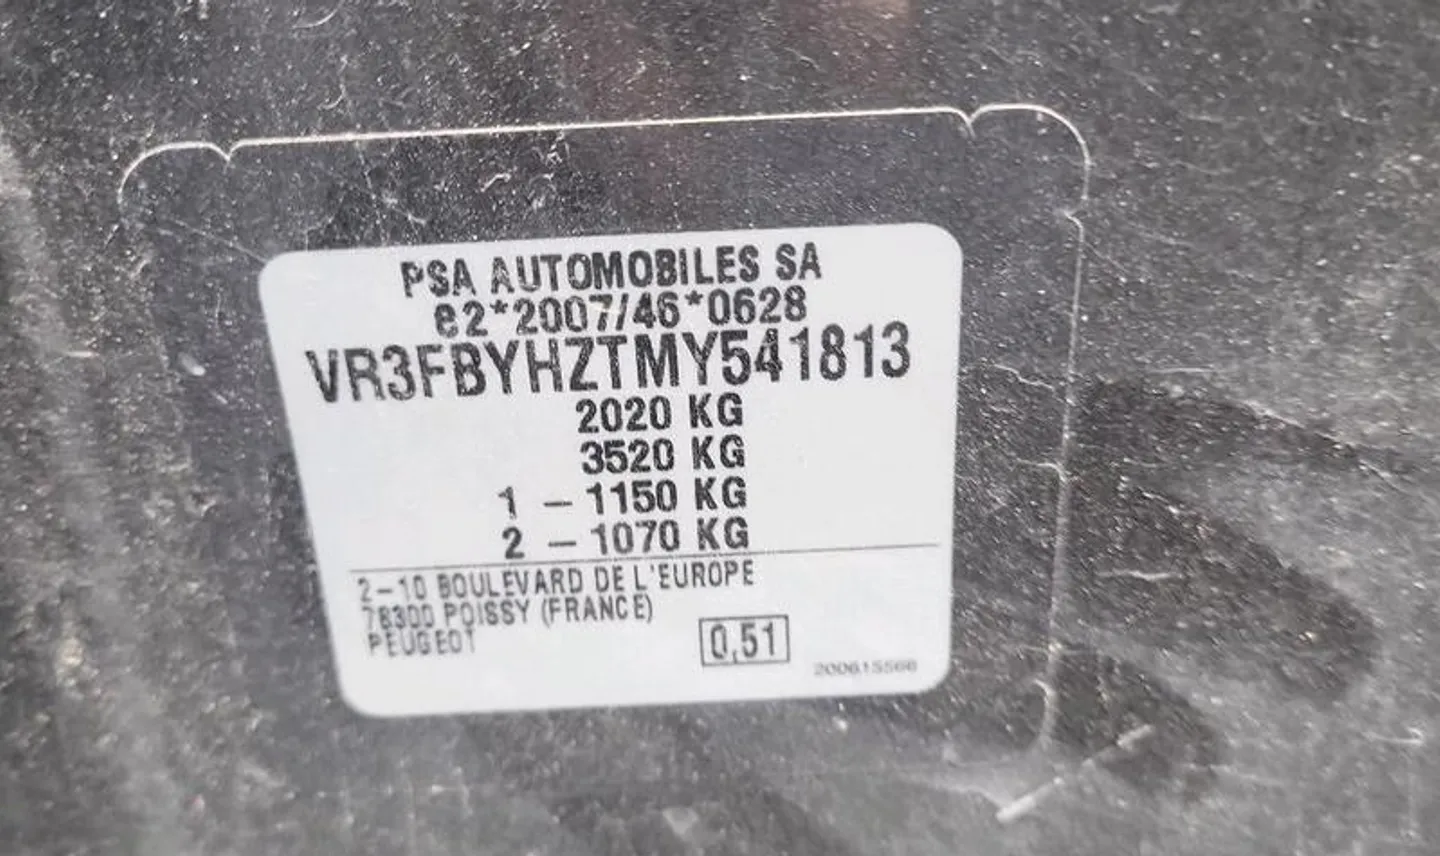 PSA AUTOMOBILES SA
e2*2007/46*0628
VR3FBYHZTMY541813
2020 KG
3520 KG
1 – 1150 KG
2 – 1070 KG
2–10 BOULEVARD DE L'EUROPE
78300 POISSY (FRANCE)
PEUGEOT
0,51